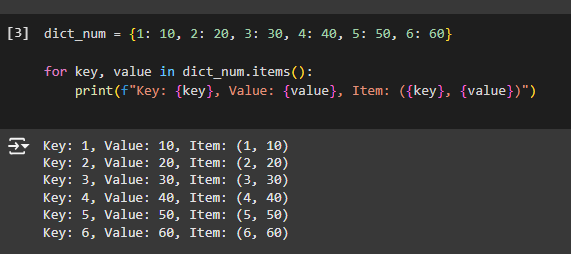 [3] dict_num = {1: 10, 2: 20, 3: 30, 4: 40, 5: 50, 6: 60}
for key, value in dict_num.items():
    print(f"Key: {key}, Value: {value}, Item: ({key}, {value})")
Key: 1, Value: 10, Item: (1, 10)
Key: 2, Value: 20, Item: (2, 20)
Key: 3, Value: 30, Item: (3, 30)
Key: 4, Value: 40, Item: (4, 40)
Key: 5, Value: 50, Item: (5, 50)
Key: 6, Value: 60, Item: (6, 60)